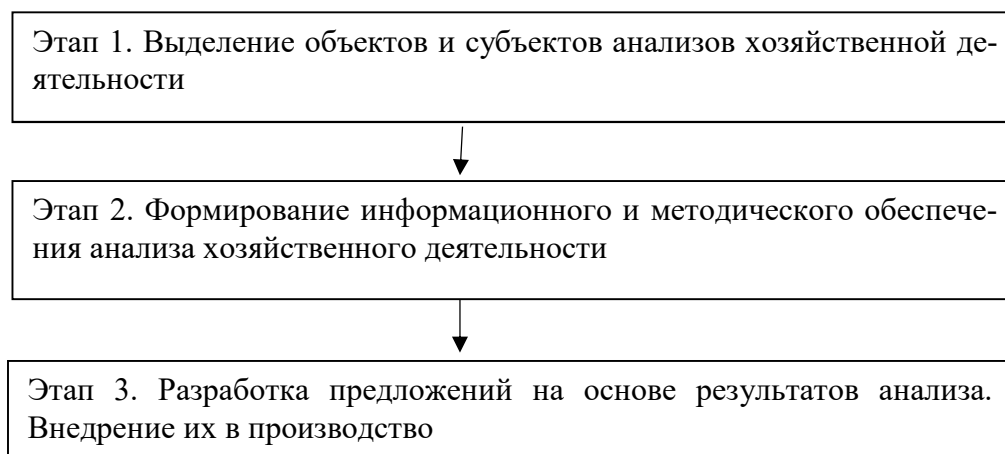 Этап 1. Выделение объектов и субъектов анализов хозяйственной де-
ятельности
Этап 2. Формирование информационного и методического обеспече-
ния анализа хозяйственного деятельности
Этап 3. Разработка предложений на основе результатов анализа.
Внедрение их в производство